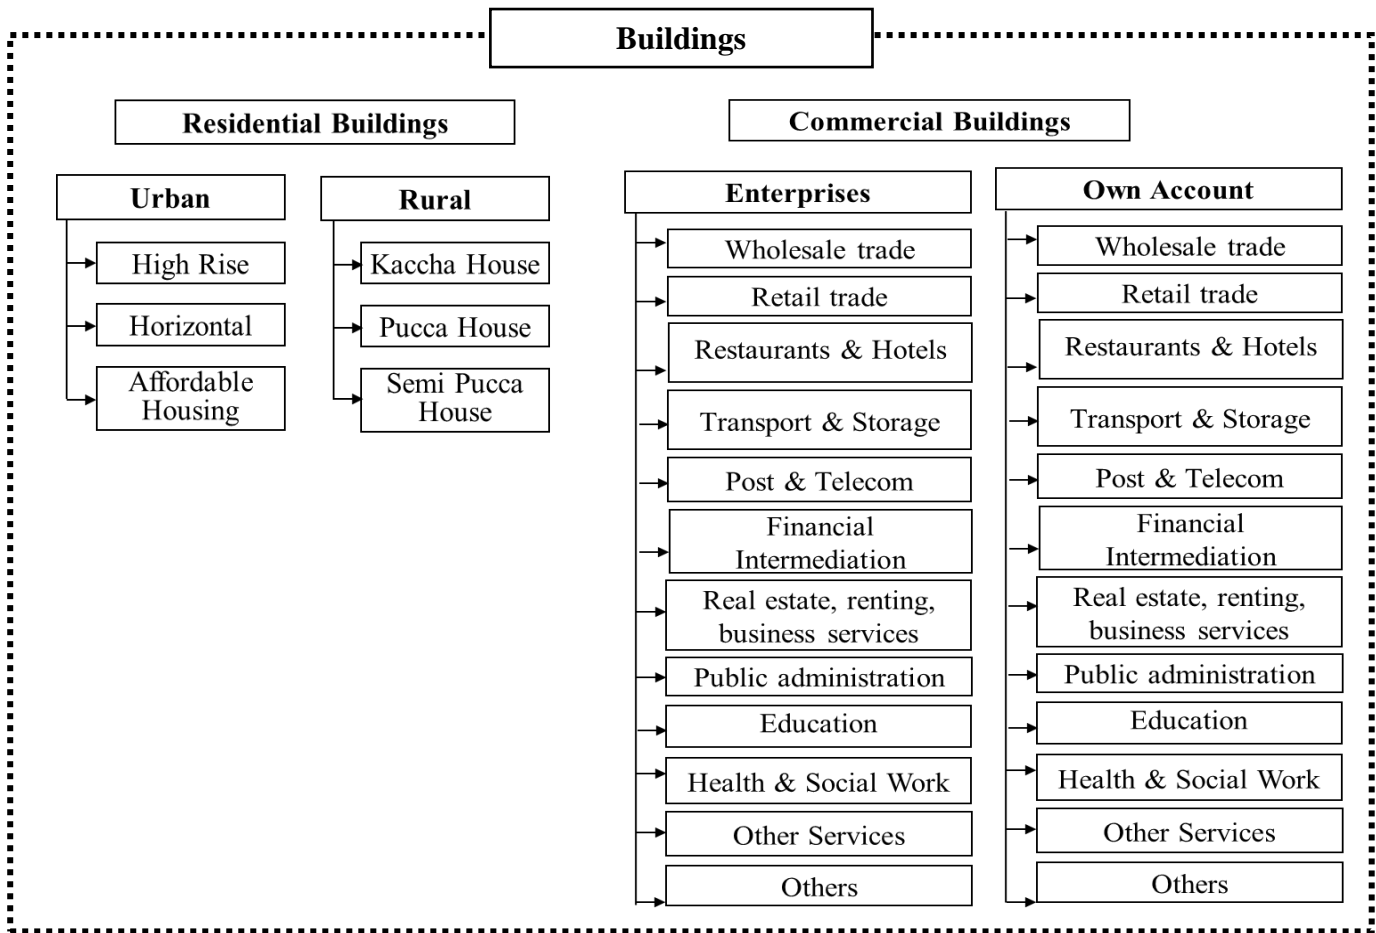 Buildings
Residential Buildings
Urban
High Rise
Horizontal
Affordable
Housing
Rural
Kaccha House
Pucca House
Semi Pucca
House
Commercial Buildings
Enterprises
Wholesale trade
Retail trade
Restaurants & Hotels
Transport & Storage
Post & Telecom
Financial
Intermediation
Real estate, renting,
business services
Public administration
Education
Health & Social Work
Other Services
Others
Own Account
Wholesale trade
Retail trade
Restaurants & Hotels
Transport & Storage
Post & Telecom
Financial
Intermediation
Real estate, renting,
business services
Public administration
Education
Health & Social Work
Other Services
Others